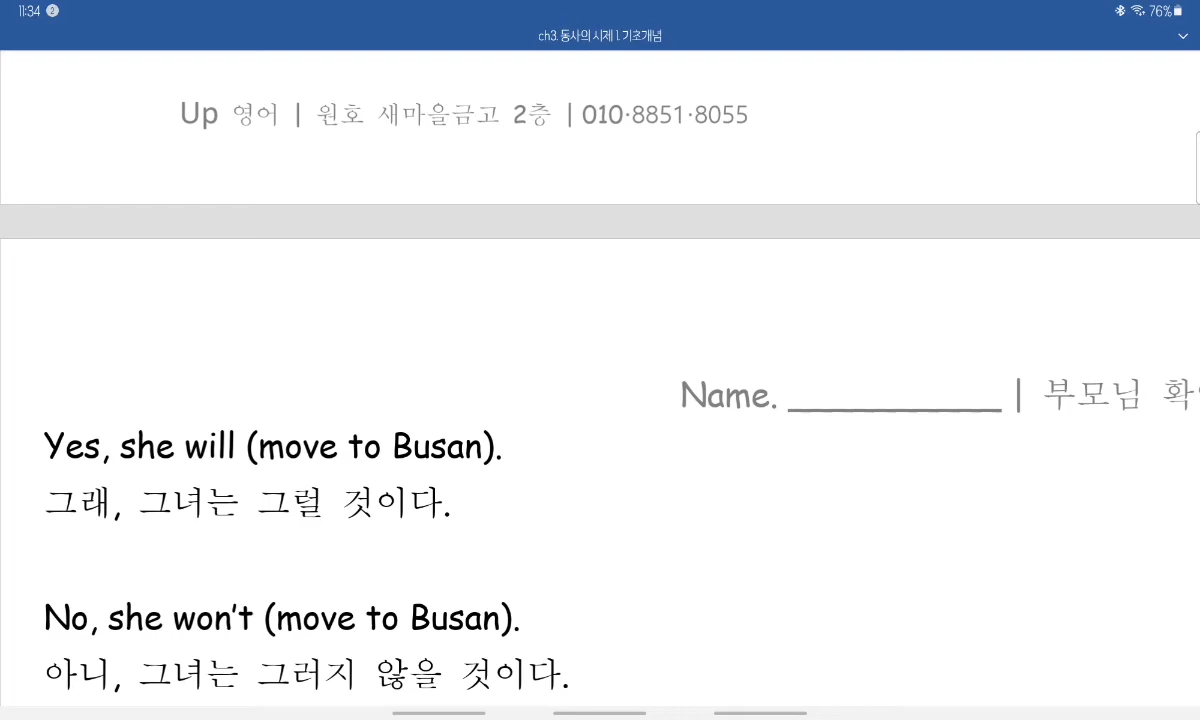 11:34 2 76%
ch3. 동사의 시제 1. 기초개념
Up 영어 | 원호 새마을금고 2층 | 010·8851·8055
Name. ___________ | 부모님
Yes, she will (move to Busan).
그래, 그녀는 그럴 것이다.
No, she won't (move to Busan).
아니, 그녀는 그러지 않을 것이다.